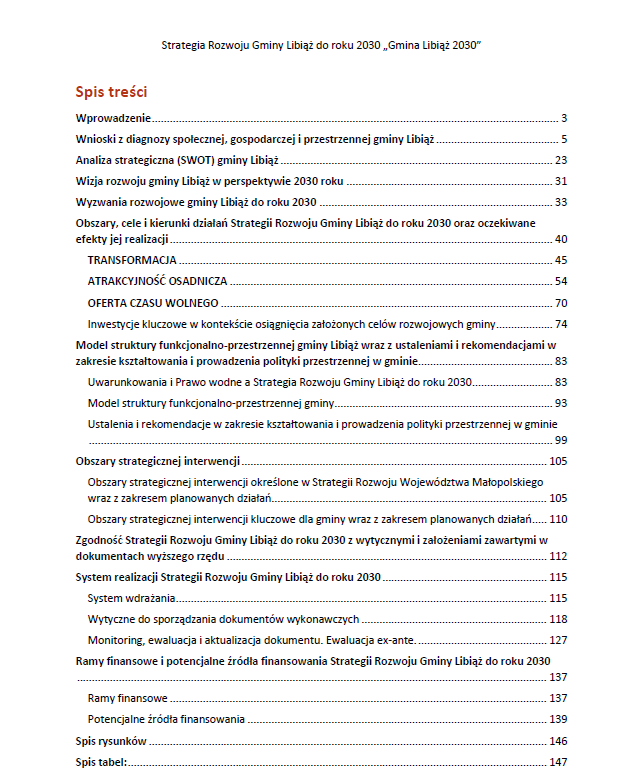 Strategia Rozwoju Gminy Libiąż do roku 2030 „Gmina Libiąż 2030”
Spis treści
Wprowadzenie........ 3
Wnioski z diagnozy społecznej, gospodarczej i przestrzennej gminy Libiąż........ 5
Analiza strategiczna (SWOT) gminy Libiąż........ 23
Wizja rozwoju gminy Libiąż w perspektywie 2030 roku........ 31
Wyzwania rozwojowe gminy Libiąż do roku 2030........ 33
Obszary, cele i kierunki działań Strategii Rozwoju Gminy Libiąż do roku 2030 oraz oczekiwane
efekty jej realizacji........ 40
TRANSFORMACJA........ 45
ATRAKCYJNOŚĆ OSADNICZA........ 54
OFERTA CZASU WOLNEGO........ 70
Inwestycje kluczowe w kontekście osiągnięcia założonych celów rozwojowych gminy........ 74
Model struktury funkcjonalno-przestrzennej gminy Libiąż wraz z ustaleniami i rekomendacjami w
zakresie kształtowania i prowadzenia polityki przestrzennej w gminie........ 83
Uwarunkowania i Prawo wodne a Strategia Rozwoju Gminy Libiąż do roku 2030........ 83
Model struktury funkcjonalno-przestrzennej gminy........ 93
Ustalenia i rekomendacje w zakresie kształtowania i prowadzenia polityki przestrzennej w gminie
........ 99
Obszary strategicznej interwencji........ 105
Obszary strategicznej interwencji określone w Strategii Rozwoju Województwa Małopolskiego
wraz z zakresem planowanych działań........ 105
Obszary strategicznej interwencji kluczowe dla gminy wraz z zakresem planowanych działań..... 110
Zgodność Strategii Rozwoju Gminy Libiąż do roku 2030 z wytycznymi i założeniami zawartymi w
dokumentach wyższego rzędu........ 112
System realizacji Strategii Rozwoju Gminy Libiąż do roku 2030........ 115
System wdrażania........ 115
Wytyczne do sporządzania dokumentów wykonawczych........ 118
Monitoring, ewaluacja i aktualizacja dokumentu. Ewaluacja ex-ante. ........ 127
Ramy finansowe i potencjalne źródła finansowania Strategii Rozwoju Gminy Libiąż do roku 2030
........ 137
Ramy finansowe........ 137
Potencjalne źródła finansowania........ 139
Spis rysunków........ 146
Spis tabel:........ 147